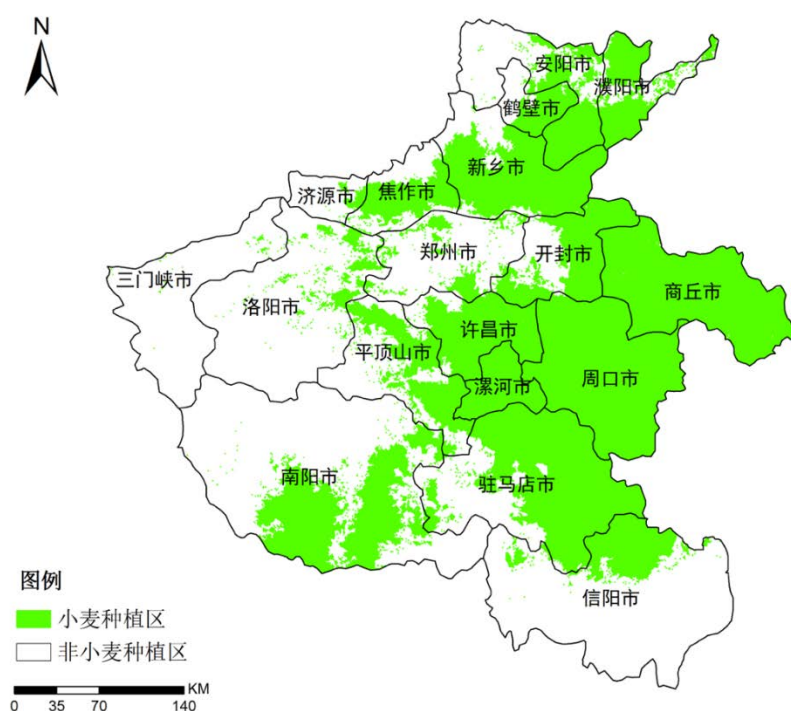 N
安阳市
濮阳市
鹤壁市
新乡市
济源市
焦作市
郑州市
开封市
三门峡市
洛阳市
商丘市
许昌市
平顶山市
漯河市
周口市
南阳市
驻马店市
信阳市
图例
小麦种植区
非小麦种植区
KM
0 35 70 140